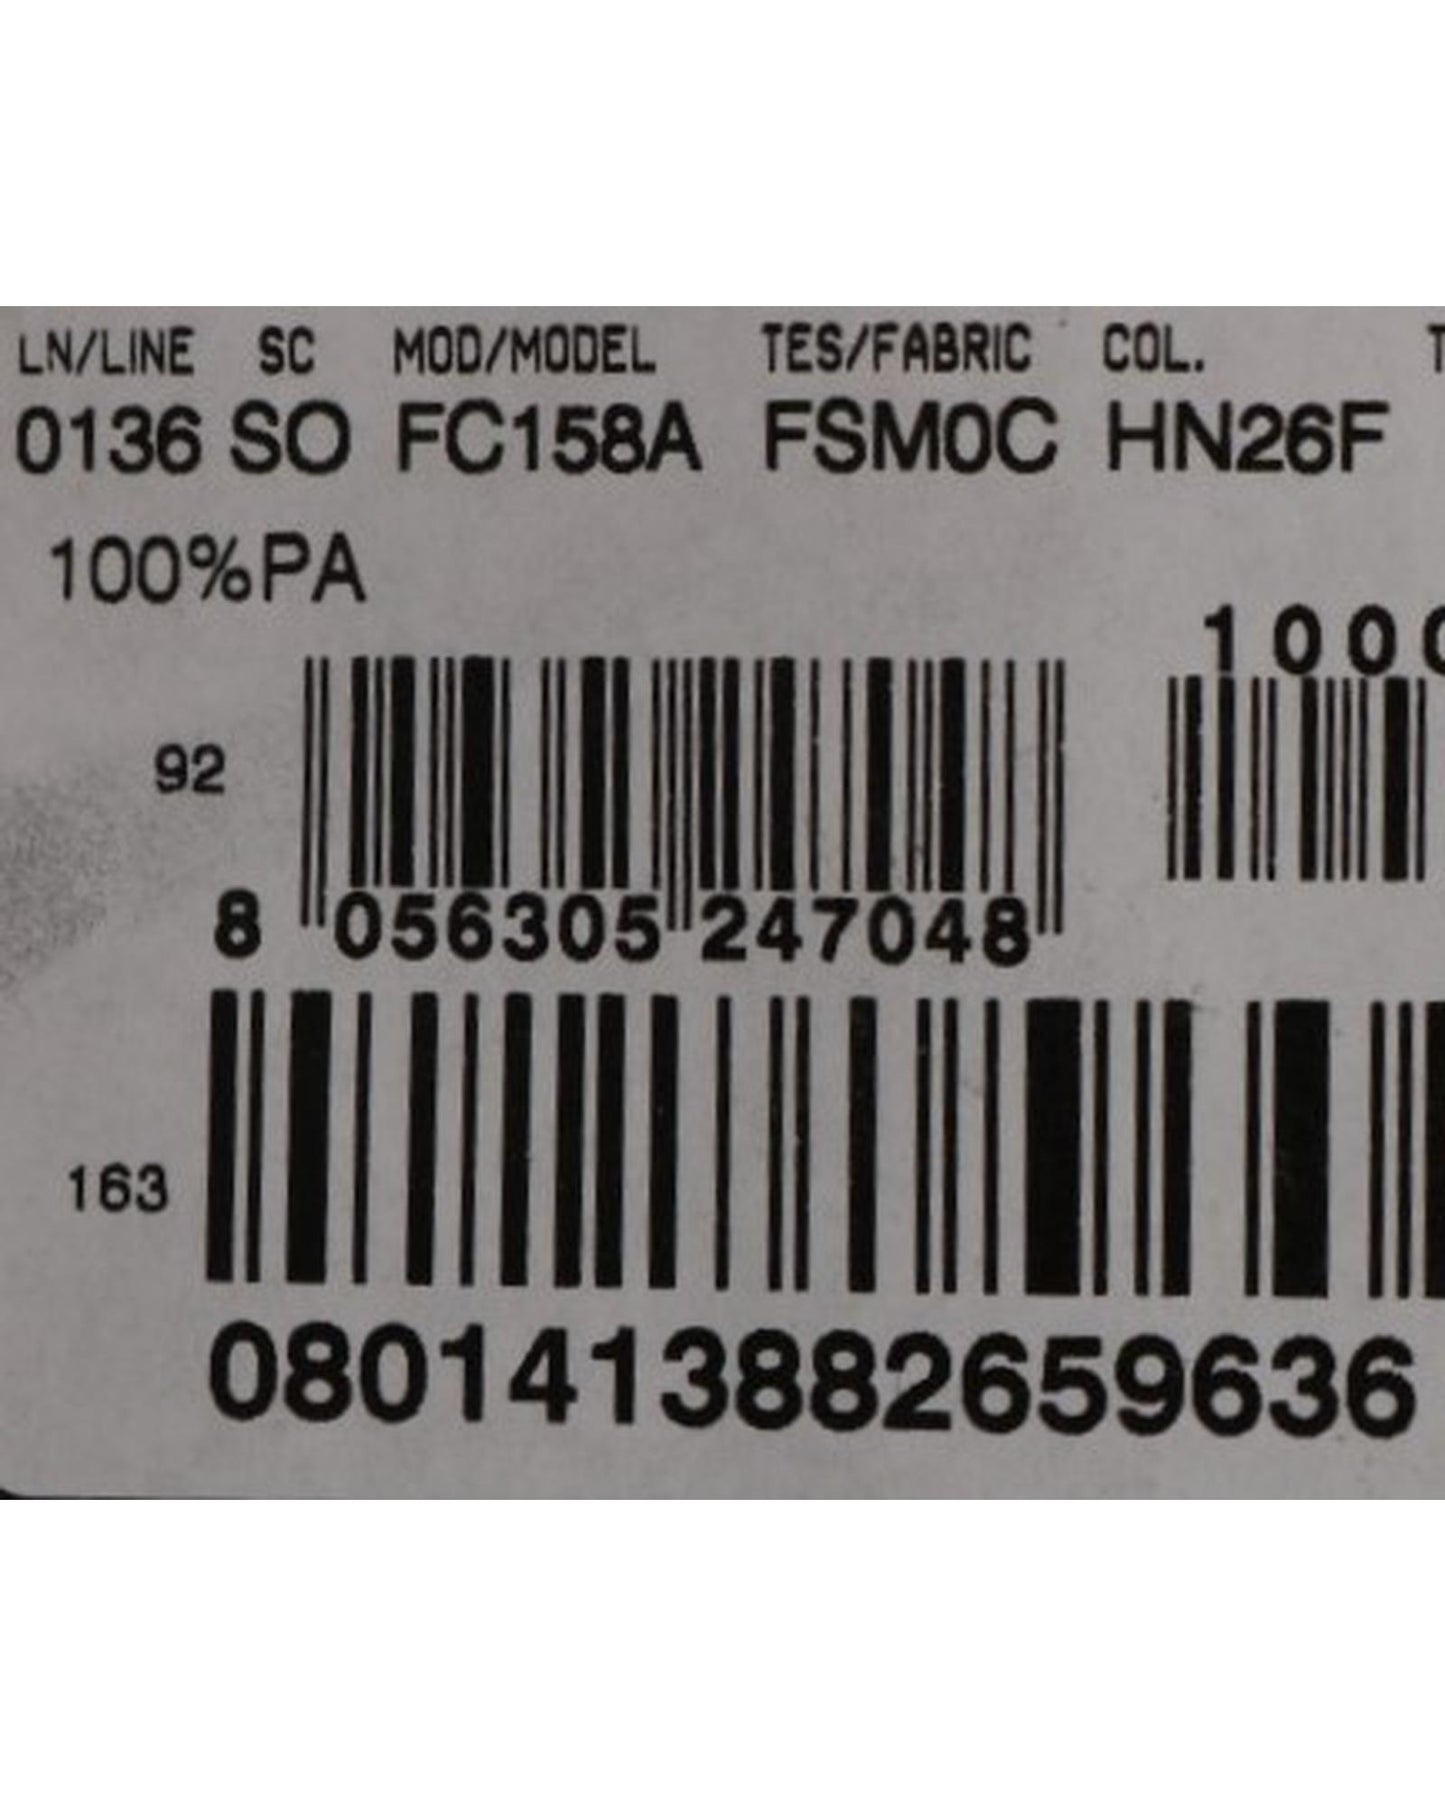 LN/LINE SC MOD/MODEL TES/FABRIC COL. T
0136 SO FC158A FSM0C HN26F
100%PA
1000
92
8 056305 247048
163
0801413882659636